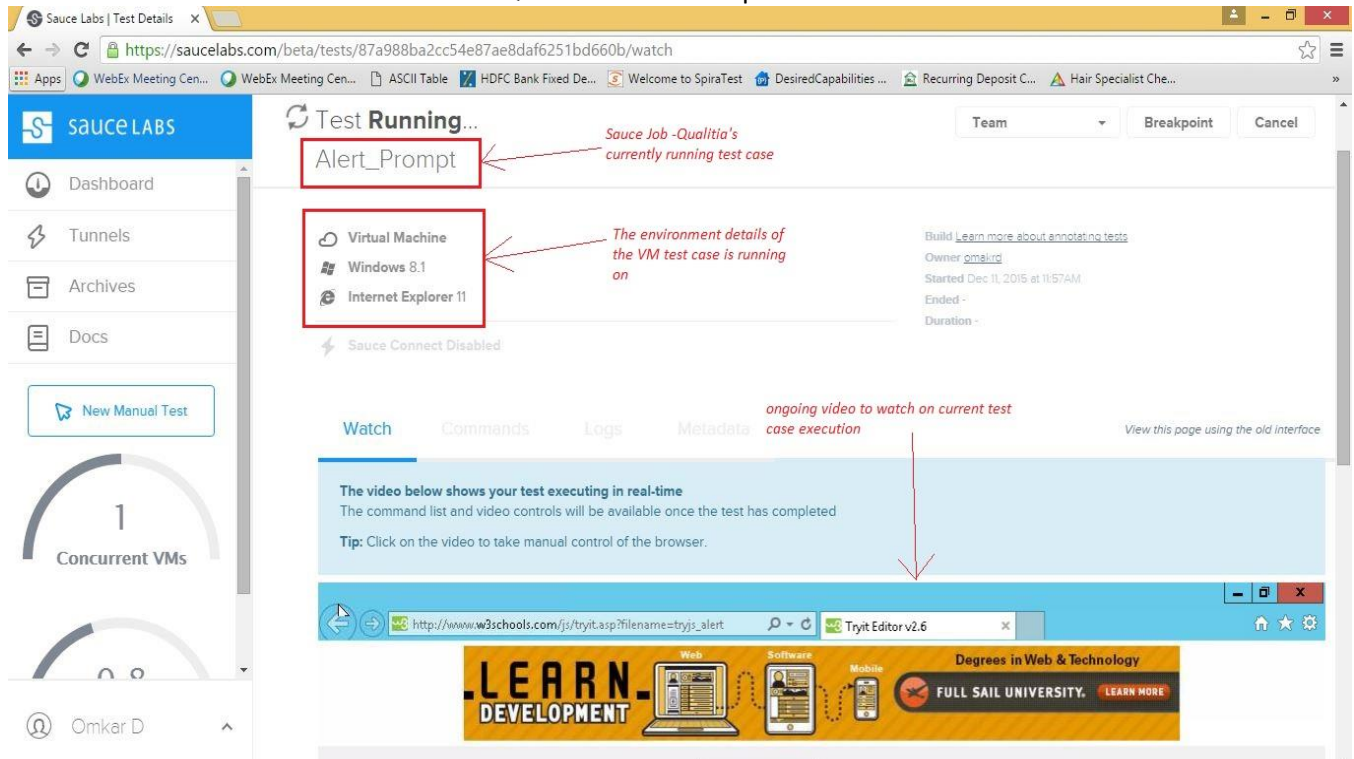 Sauce Labs | Test Details
https://saucelabs.com/beta/tests/87a988ba2cc54e87ae8daf6251bd660b/watch
Apps WebEx Meeting Cen... WebEx Meeting Cen... ASCII Table HDFC Bank Fixed De... Welcome to SpiraTest DesiredCapabilities ... Recurring Deposit C... Hair Specialist Che... »
SAUCE LABS
Dashboard
Tunnels
Archives
Docs
New Manual Test
1
Concurrent VMs
Omkar D
Test Running...
Alert_Prompt
Sauce Job -Qualitia's
currently running test case
Team Breakpoint Cancel
Virtual Machine
Windows 8.1
Internet Explorer 11
The environment details of
the VM test case is running
on
Build Learn more about annotating tests
Owner omakrd
Started Dec 11, 2015 at 11:57AM
Ended -
Duration -
Sauce Connect Disabled
Watch Commands Logs Metadata
ongoing video to watch on current test
case execution
View this page using the old interface
The video below shows your test executing in real-time
The command list and video controls will be available once the test has completed
Tip: Click on the video to take manual control of the browser.
http://www.w3schools.com/js/tryit.asp?filename=tryjs_alert
Tryit Editor v2.6
LEARN
DEVELOPMENT
Web
Software
Mobile
Degrees in Web & Technology
FULL SAIL UNIVERSITY. LEARN MORE